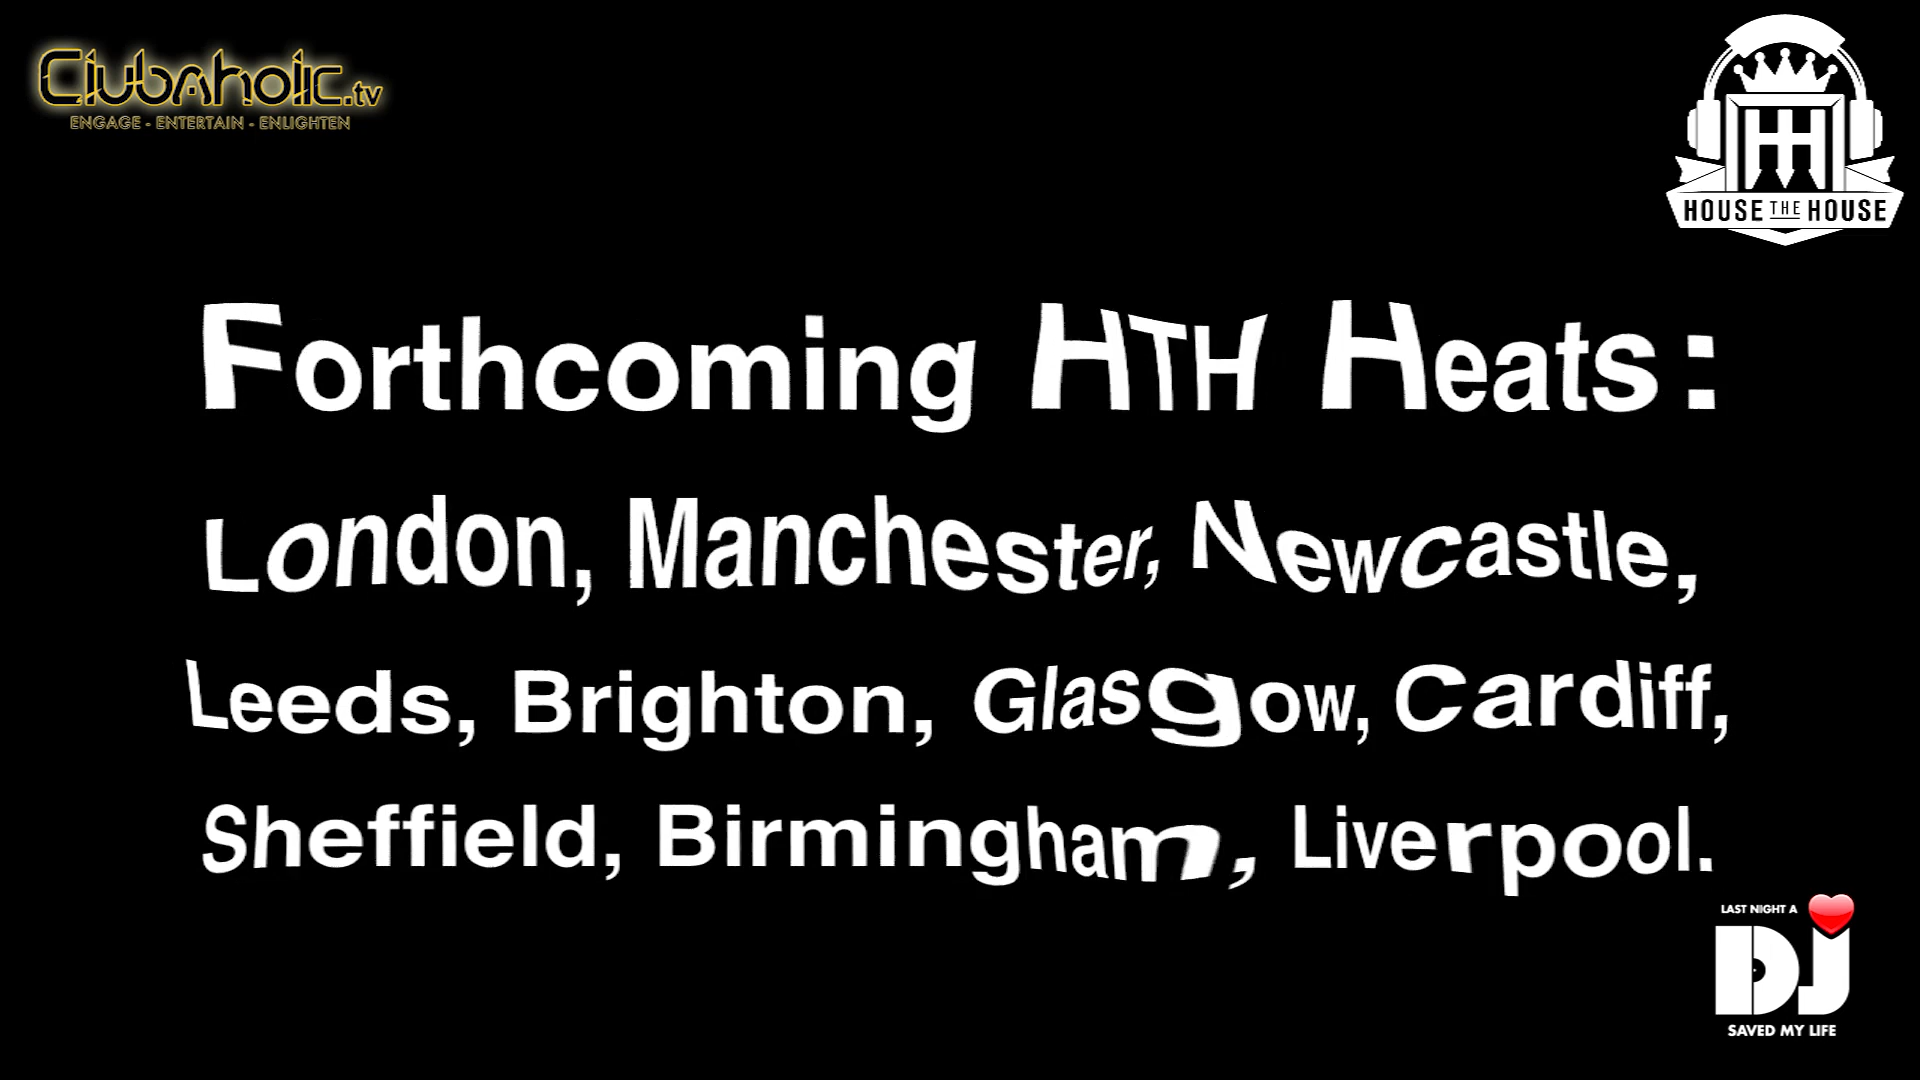 Clubaholic.tv
ENGAGE - ENTERTAIN - ENLIGHTEN
HTH
HOUSE THE HOUSE
Forthcoming HTH Heats:
London, Manchester, Newcastle,
Leeds, Brighton, Glasgow, Cardiff,
Sheffield, Birmingham, Liverpool.
LAST NIGHT A
DJ
SAVED MY LIFE